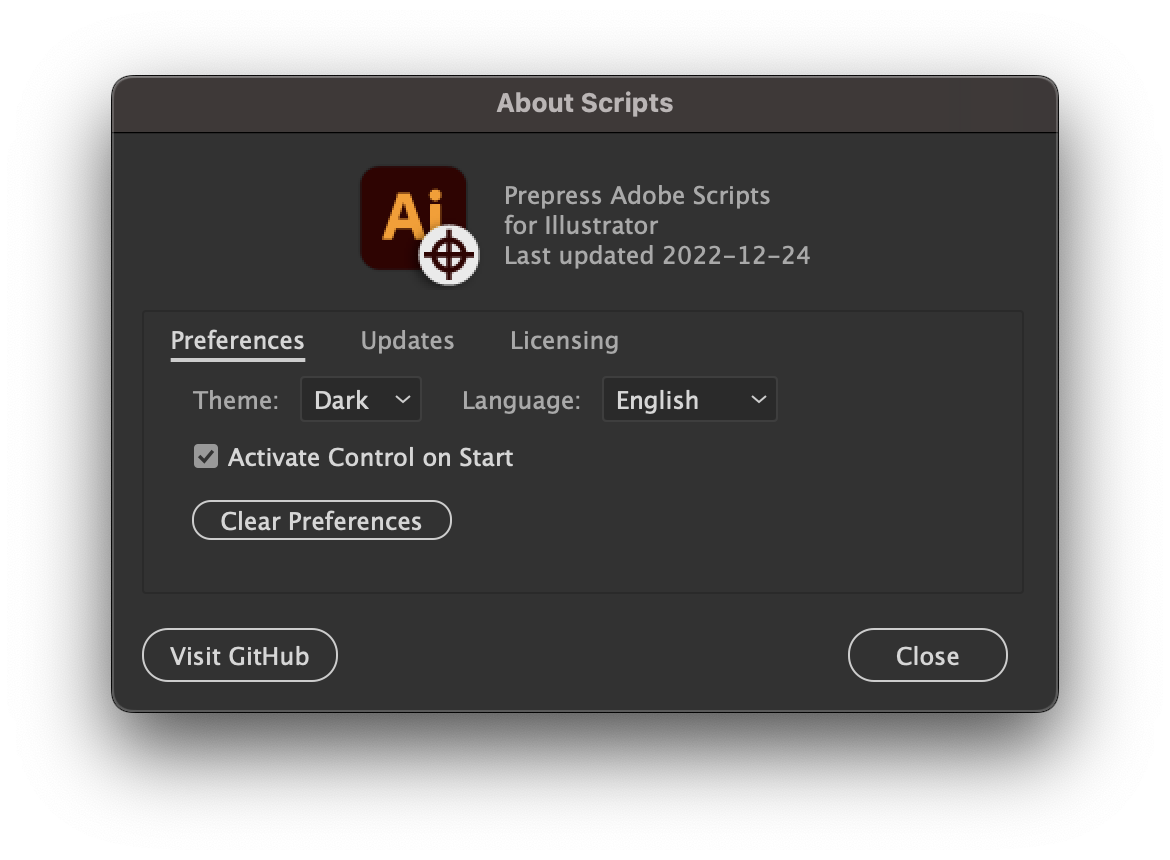 About Scripts
Ai
Prepress Adobe Scripts
for Illustrator
Last updated 2022-12-24
Preferences Updates Licensing
Theme: Dark Language: English
Activate Control on Start
Clear Preferences
Visit GitHub Close